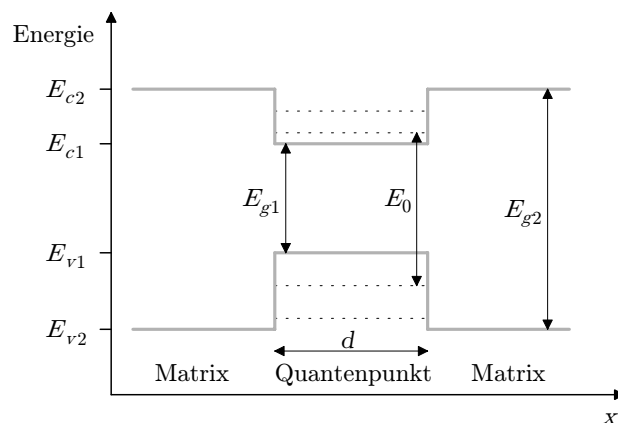 Energie
E_{c2}
E_{c1}
E_{g1}
E_0
E_{g2}
E_{v1}
E_{v2}
d
Matrix Quantenpunkt Matrix
x